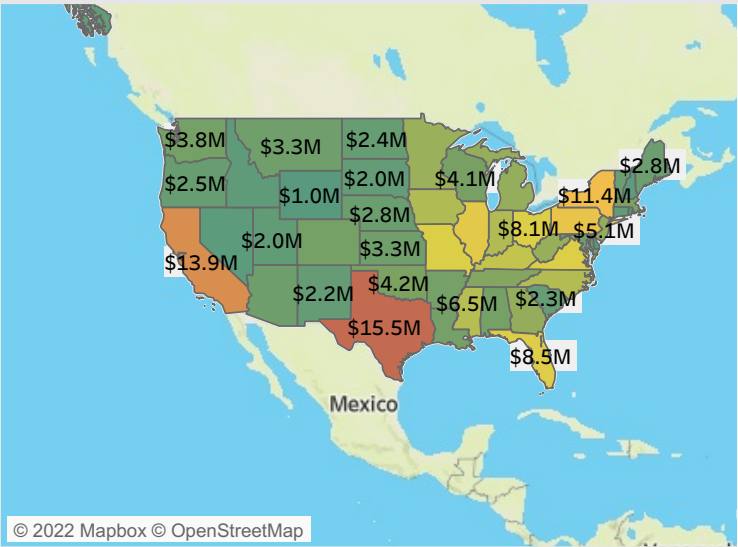 $3.8M
$3.3M
$2.4M
$2.8M
$2.5M
$2.0M
$4.1M
$1.0M
$11.4M
$2.8M
$8.1M
$5.1M
$2.0M
$3.3M
$13.9M
$2.2M
$4.2M
$6.5M
$2.3M
$15.5M
$8.5M
Mexico
© 2022 Mapbox © OpenStreetMap